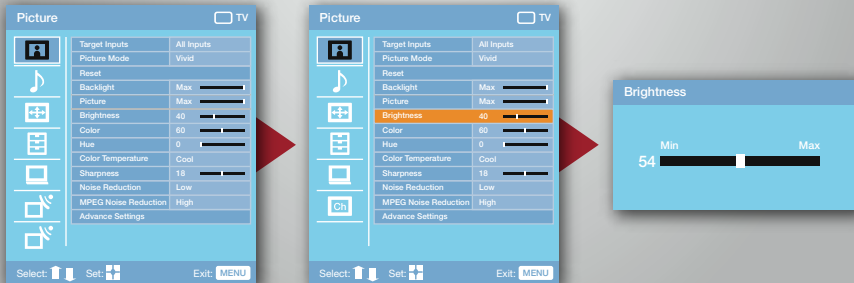 Picture TV
Target Inputs All Inputs
Picture Mode Vivid
Reset
Backlight Max
Picture Max
Brightness 40
Color 60
Hue 0
Color Temperature Cool
Sharpness 18
Noise Reduction Low
MPEG Noise Reduction High
Advance Settings
Select: Set: Exit: MENU
Picture TV
Target Inputs All Inputs
Picture Mode Vivid
Reset
Backlight Max
Picture Max
Brightness 40
Color 60
Hue 0
Color Temperature Cool
Sharpness 18
Noise Reduction Low
MPEG Noise Reduction High
Ch
Advance Settings
Select: Set: Exit: MENU
Brightness
Min Max
54